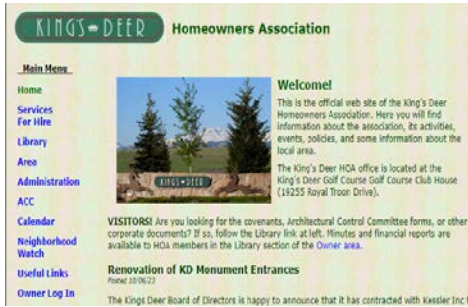 KING'S DEER Homeowners Association
Main Menu
Home
Services
For Hire
Library
Area
Administration
ACC
Calendar
Neighborhood
Watch
Useful Links
Owner Log In
KING'S DEER
Welcome!
This is the official web site of the King's Deer
Homeowners Association. Here you will find
information about the association, its activities,
events, policies, and some information about the
local area.
The King's Deer HOA office is located at the
King's Deer Golf Course Golf Course Club House
(19255 Royal Troon Drive).
VISITORS! Are you looking for the covenants, Architectural Control Committee forms, or other
corporate documents? If so, follow the Library link at left. Minutes and financial reports are
available to HOA members in the Library section of the Owner area.
Renovation of KD Monument Entrances
Posted 10/06/23
The Kings Deer Board of Directors is happy to announce that it has contracted with Kessler Inc